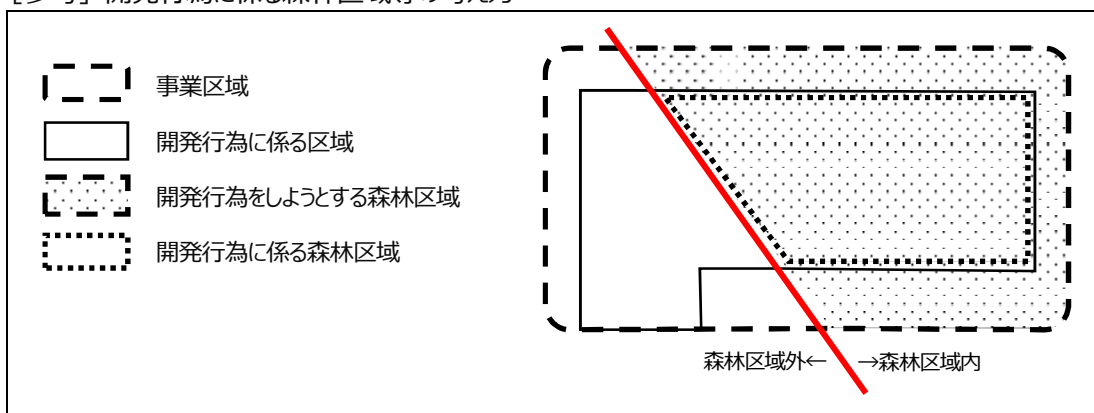 事業区域
開発行為に係る区域
開発行為をしようとする森林区域
開発行為に係る森林区域
森林区域外← →森林区域内